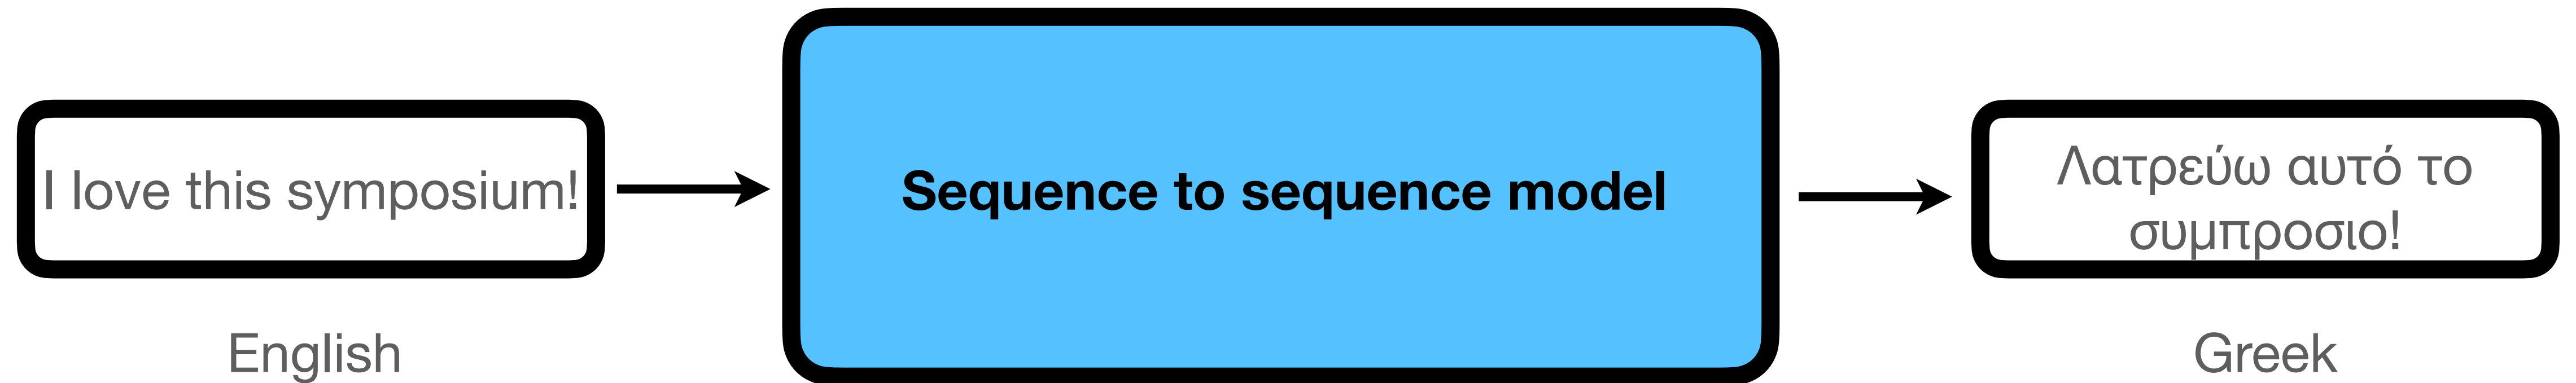 I love this symposium!
English
Sequence to sequence model
Λατρεύω αυτό το
συμπροσιο!
Greek